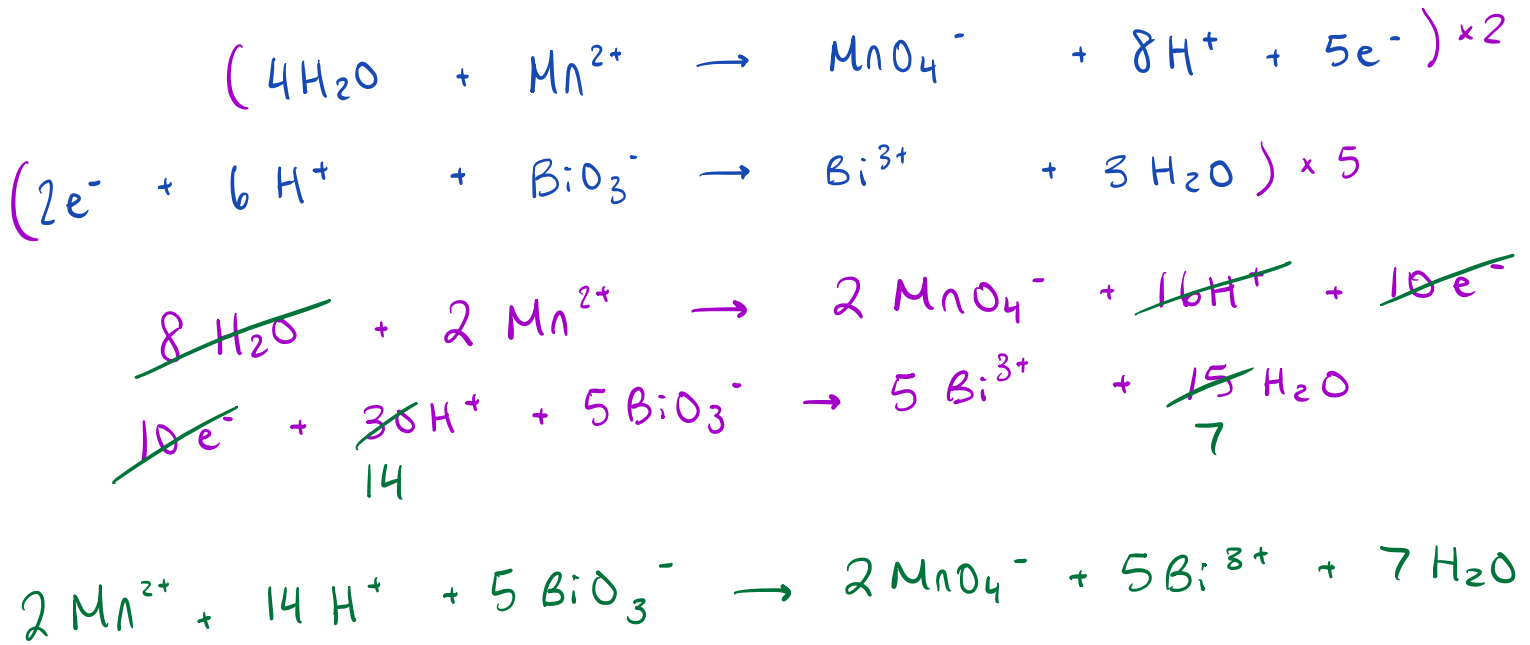 (4H₂O + Mn²⁺ → MnO₄⁻ + 8H⁺ + 5e⁻) × 2
(2e⁻ + 6H⁺ + BiO₃⁻ → Bi³⁺ + 3H₂O) × 5
8H₂O + 2Mn²⁺ → 2MnO₄⁻ + 16H⁺ + 10e⁻
10e⁻ + 30H⁺ + 5BiO₃⁻ → 5Bi³⁺ + 15H₂O
14 7
2Mn²⁺ + 14H⁺ + 5BiO₃⁻ → 2MnO₄⁻ + 5Bi³⁺ + 7H₂O